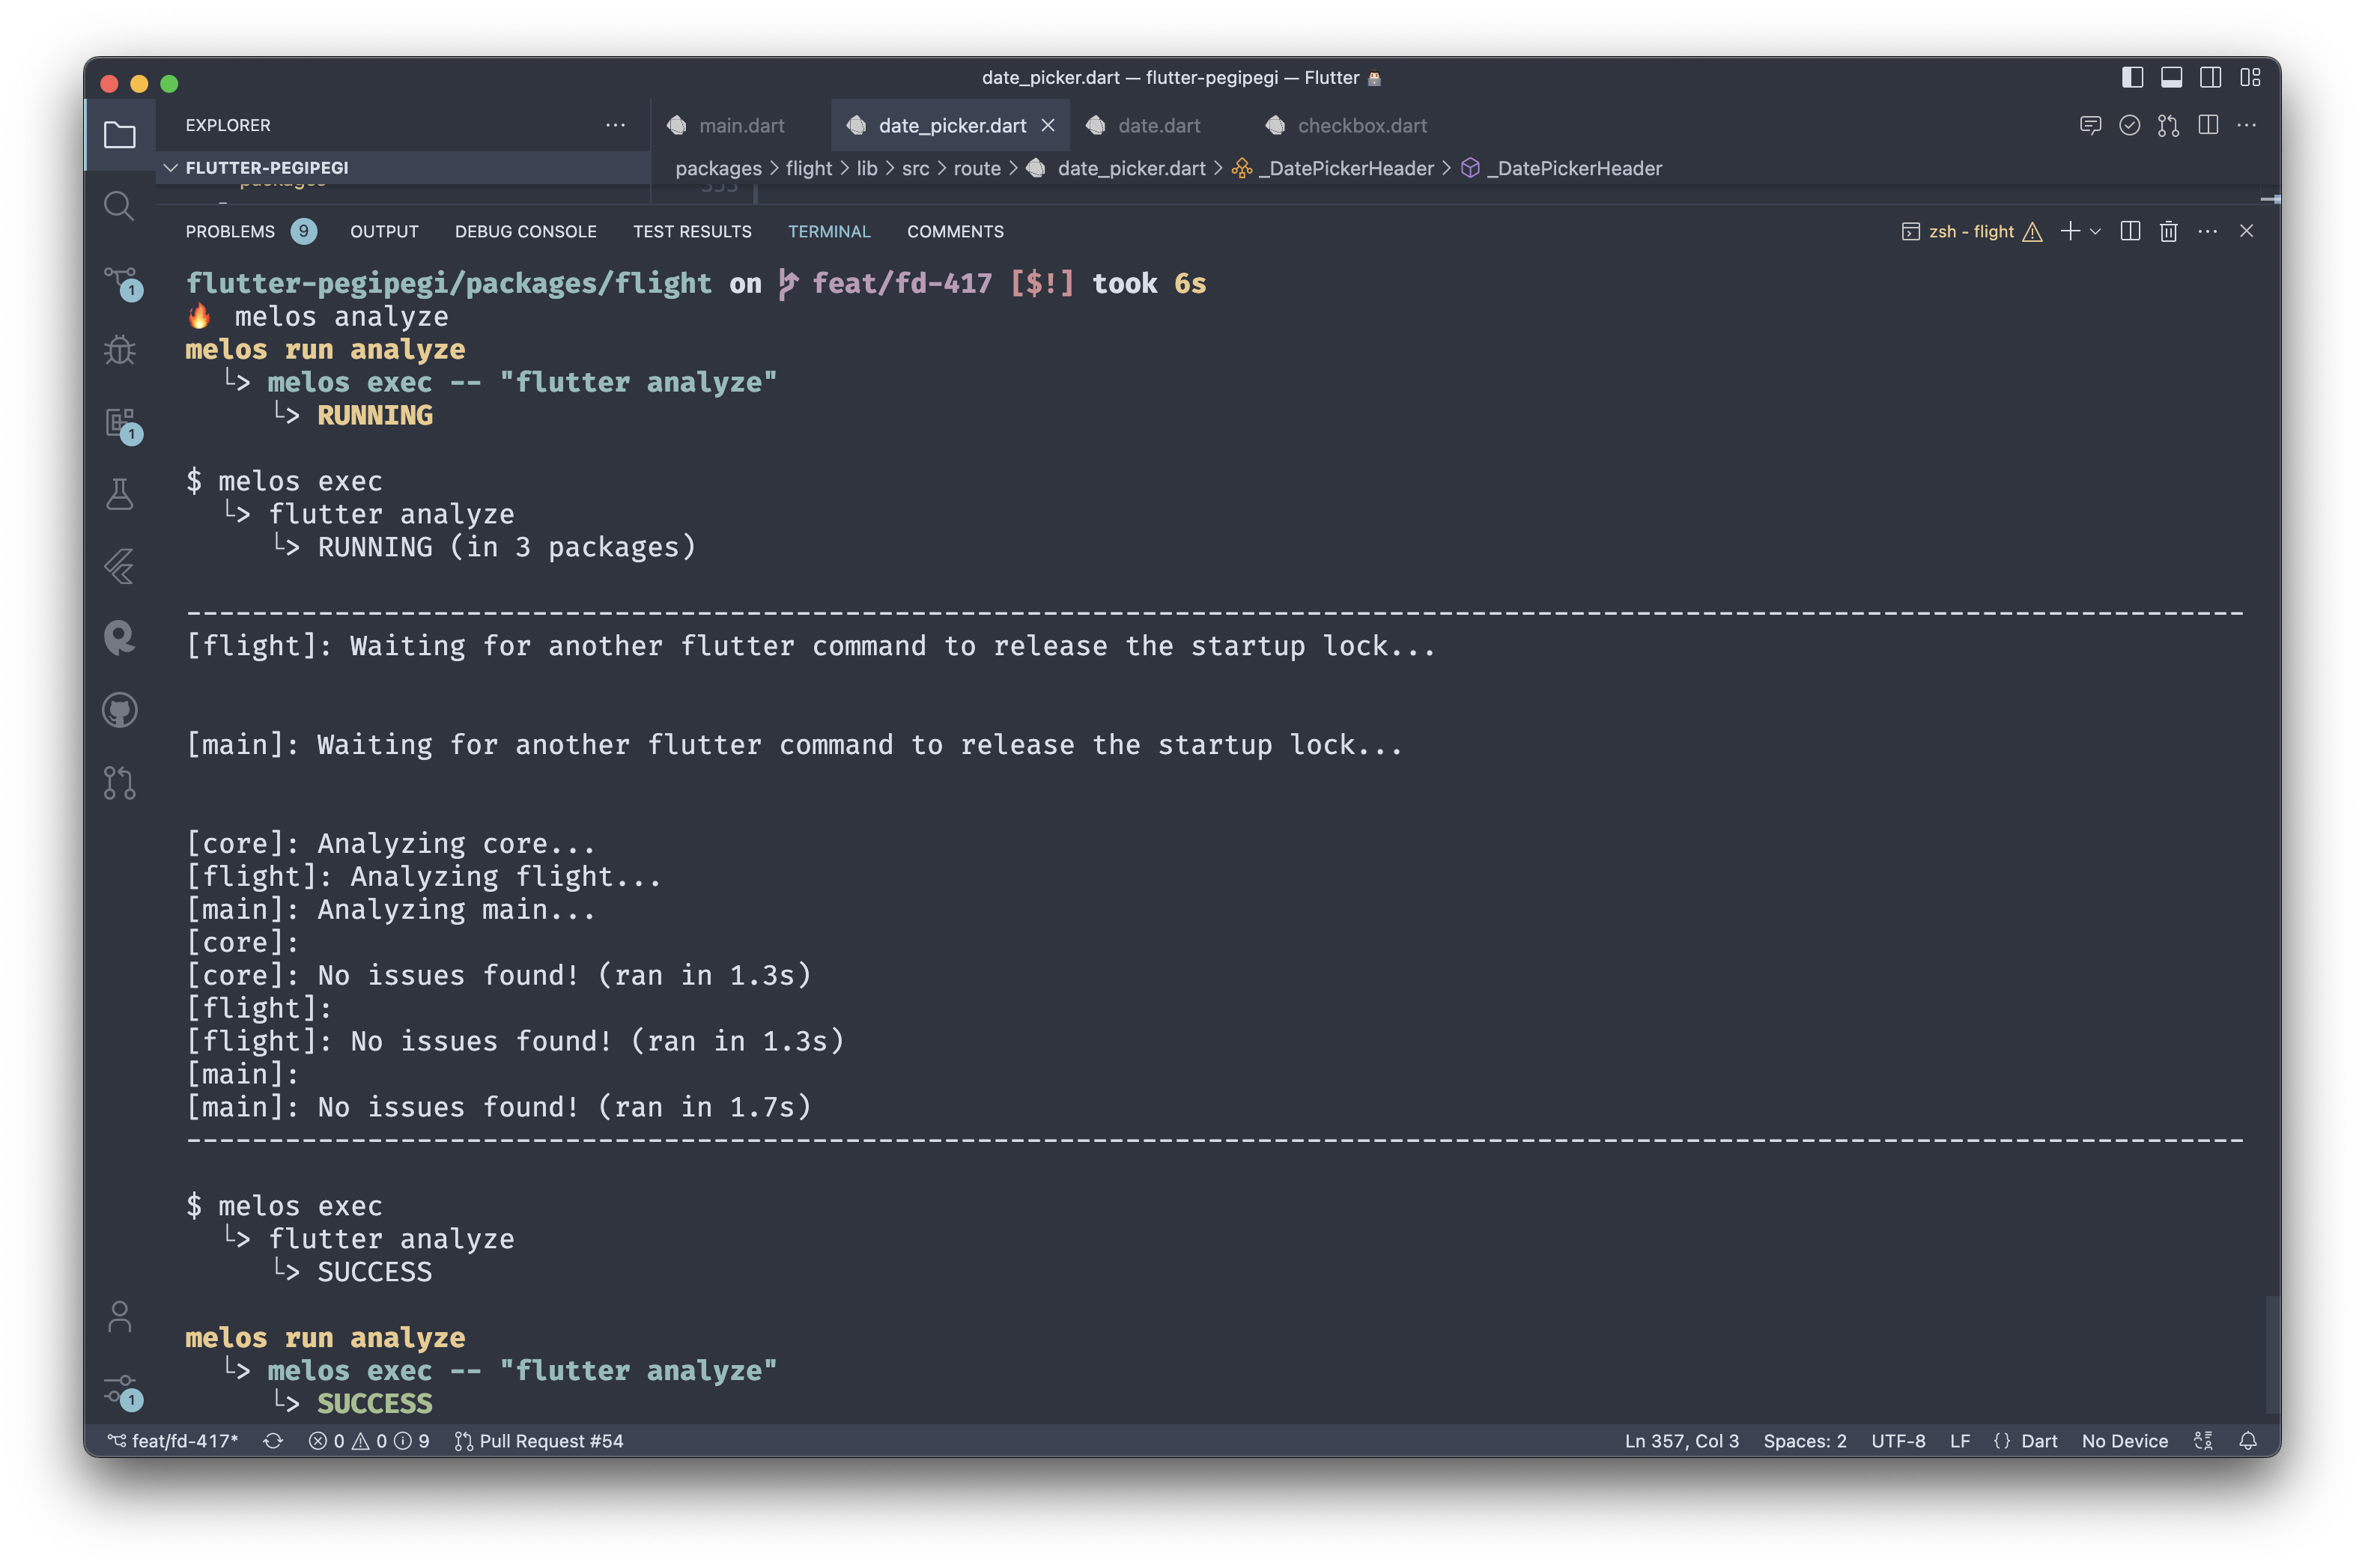 date_picker.dart — flutter-pegipegi — Flutter
EXPLORER
main.dart
date_picker.dart
date.dart
checkbox.dart
FLUTTER-PEGIPEGI
packages > flight > lib > src > route > date_picker.dart > _DatePickerHeader > _DatePickerHeader
packages
353
PROBLEMS 9 OUTPUT DEBUG CONSOLE TEST RESULTS TERMINAL COMMENTS
zsh - flight
flutter-pegipegi/packages/flight on feat/fd-417 [$!] took 6s
🔥 melos analyze
melos run analyze
└> melos exec -- "flutter analyze"
└> RUNNING
$ melos exec
└> flutter analyze
└> RUNNING (in 3 packages)
[flight]: Waiting for another flutter command to release the startup lock...
[main]: Waiting for another flutter command to release the startup lock...
[core]: Analyzing core...
[flight]: Analyzing flight...
[main]: Analyzing main...
[core]:
[core]: No issues found! (ran in 1.3s)
[flight]:
[flight]: No issues found! (ran in 1.3s)
[main]:
[main]: No issues found! (ran in 1.7s)
$ melos exec
└> flutter analyze
└> SUCCESS
melos run analyze
└> melos exec -- "flutter analyze"
└> SUCCESS
1
1
1
feat/fd-417* 0 0 9 Pull Request #54
Ln 357, Col 3 Spaces: 2 UTF-8 LF {} Dart No Device